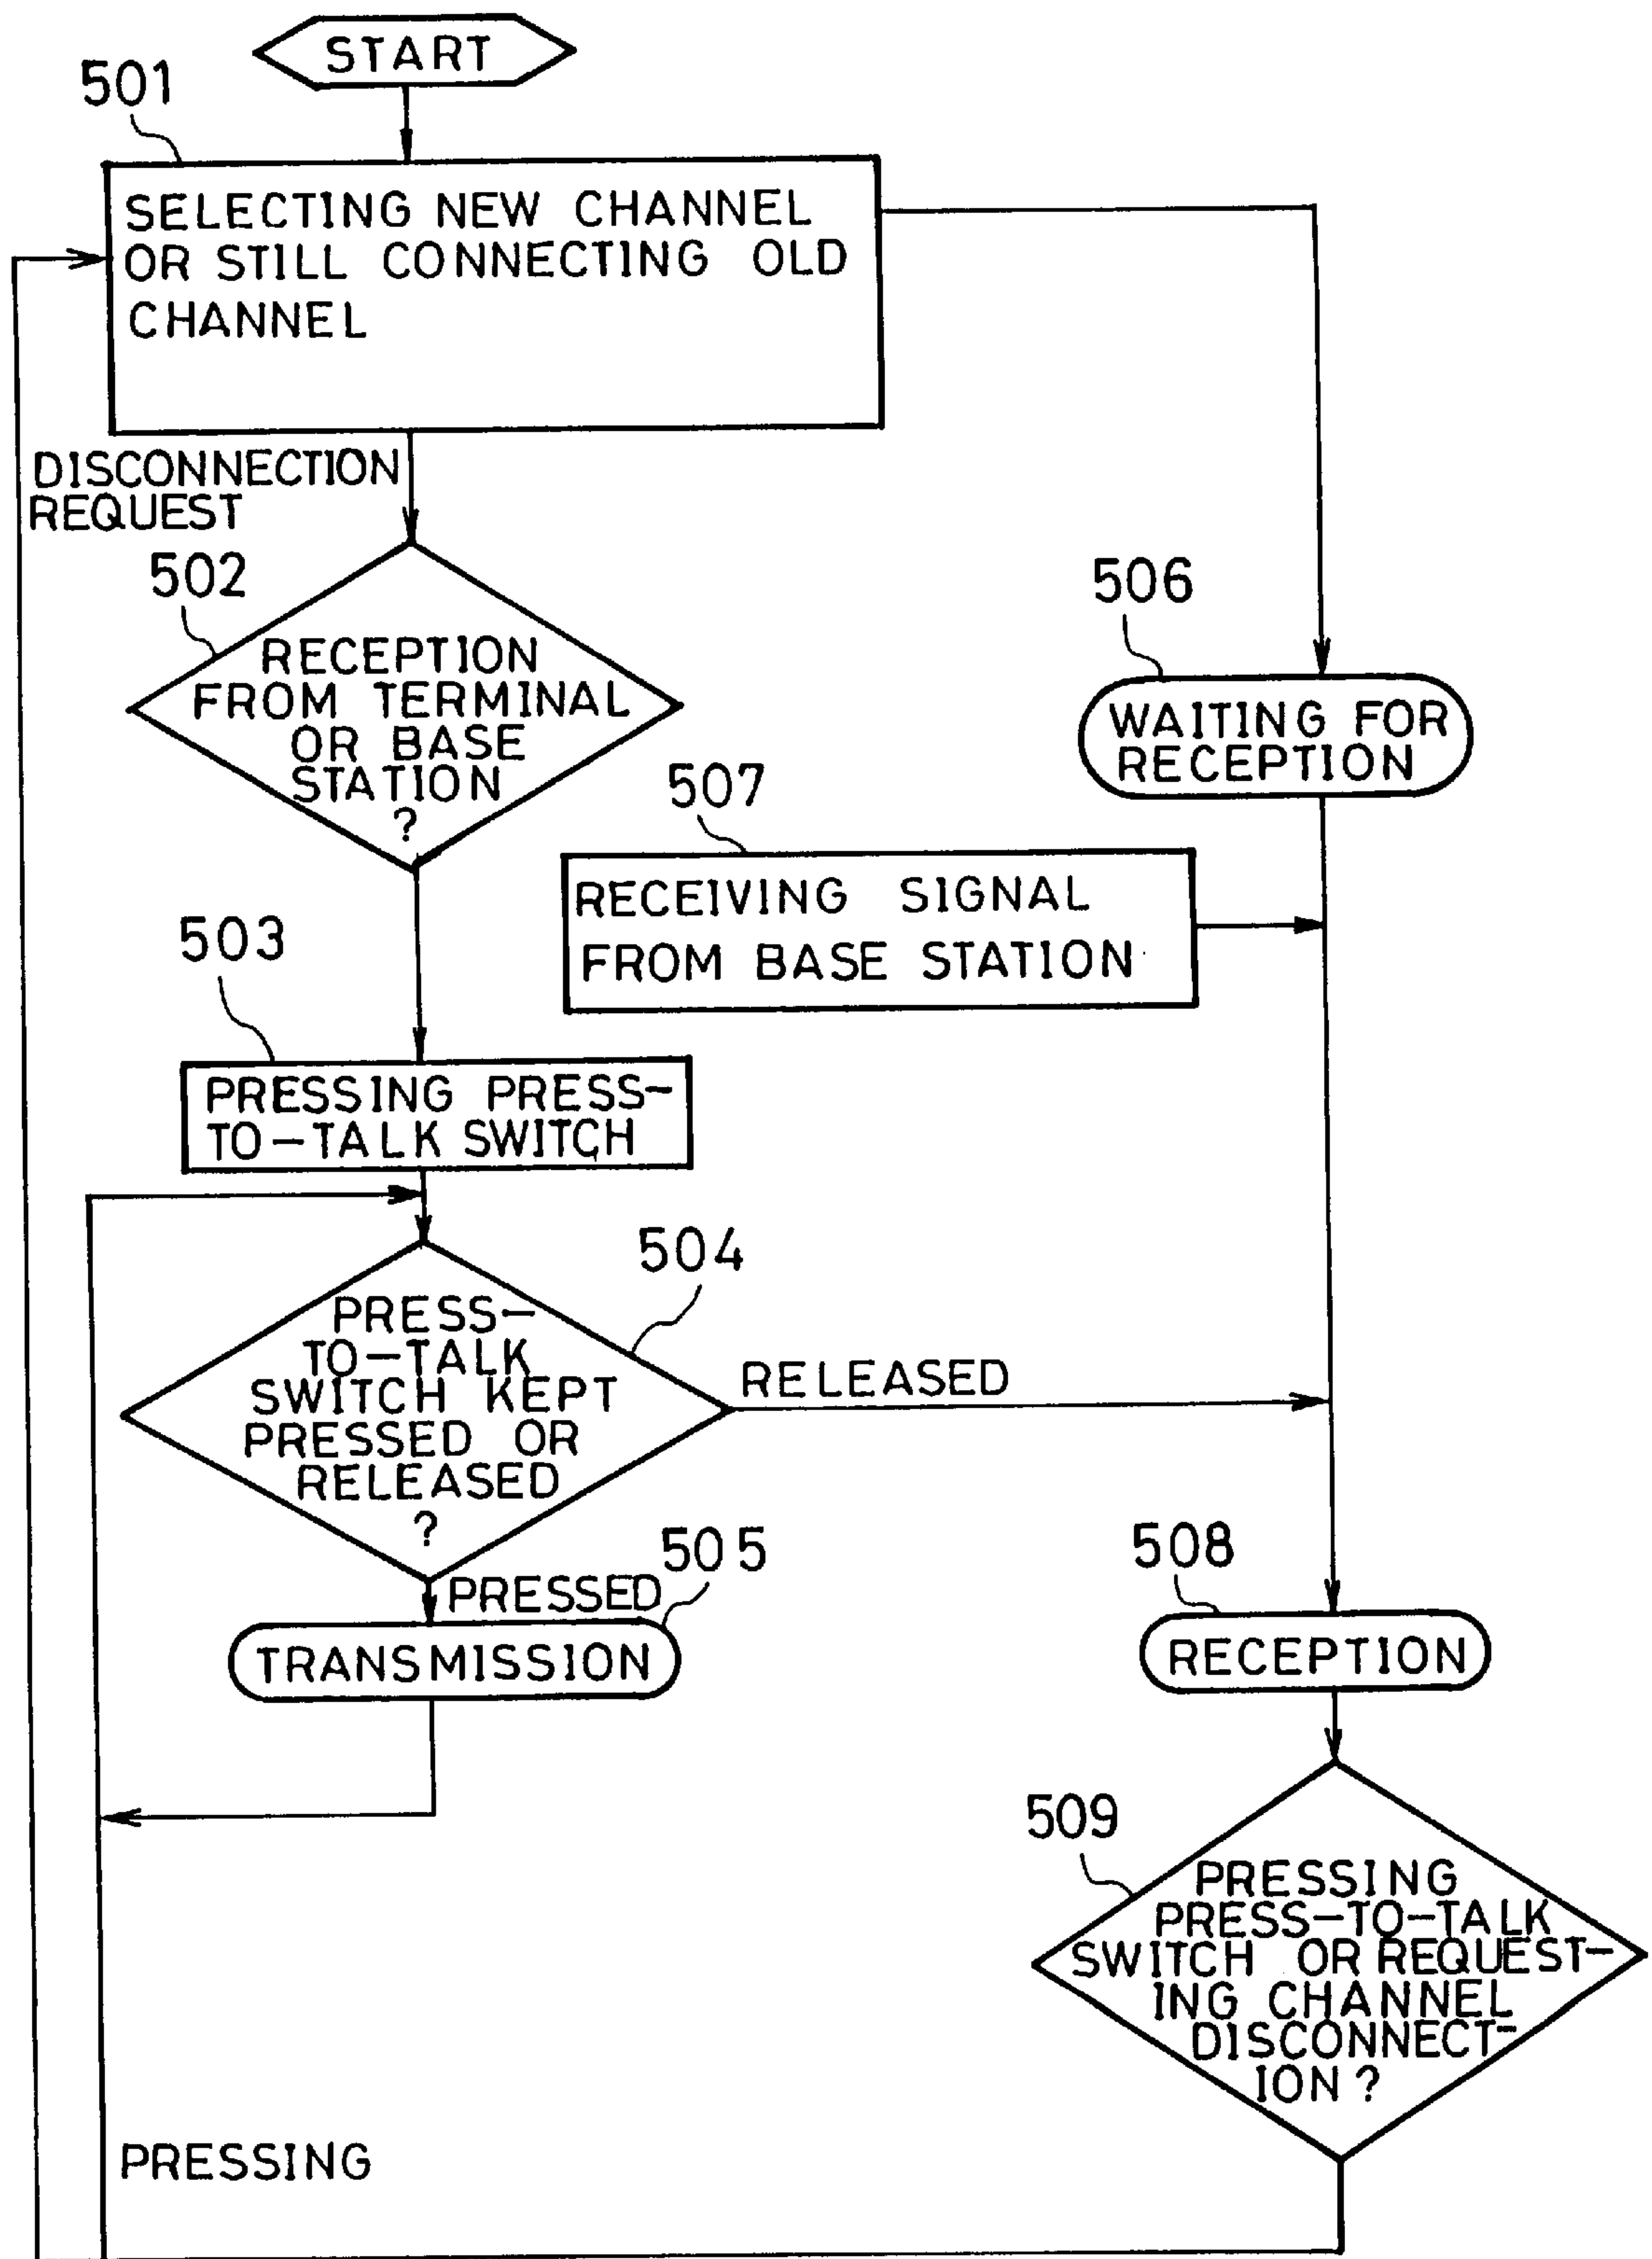 START
501
SELECTING NEW CHANNEL
OR STILL CONNECTING OLD
CHANNEL
DISCONNECTION
REQUEST
502
RECEPTION
FROM TERMINAL
OR BASE
STATION
?
506
WAITING FOR
RECEPTION
507
RECEIVING SIGNAL
FROM BASE STATION
503
PRESSING PRESS-
TO-TALK SWITCH
504
PRESS-
TO-TALK
SWITCH KEPT
PRESSED OR
RELEASED
?
RELEASED
PRESSED
505
TRANSMISSION
508
RECEPTION
509
PRESSING
PRESS-TO-TALK
SWITCH OR REQUEST-
ING CHANNEL
DISCONNECT-
ION?
PRESSING